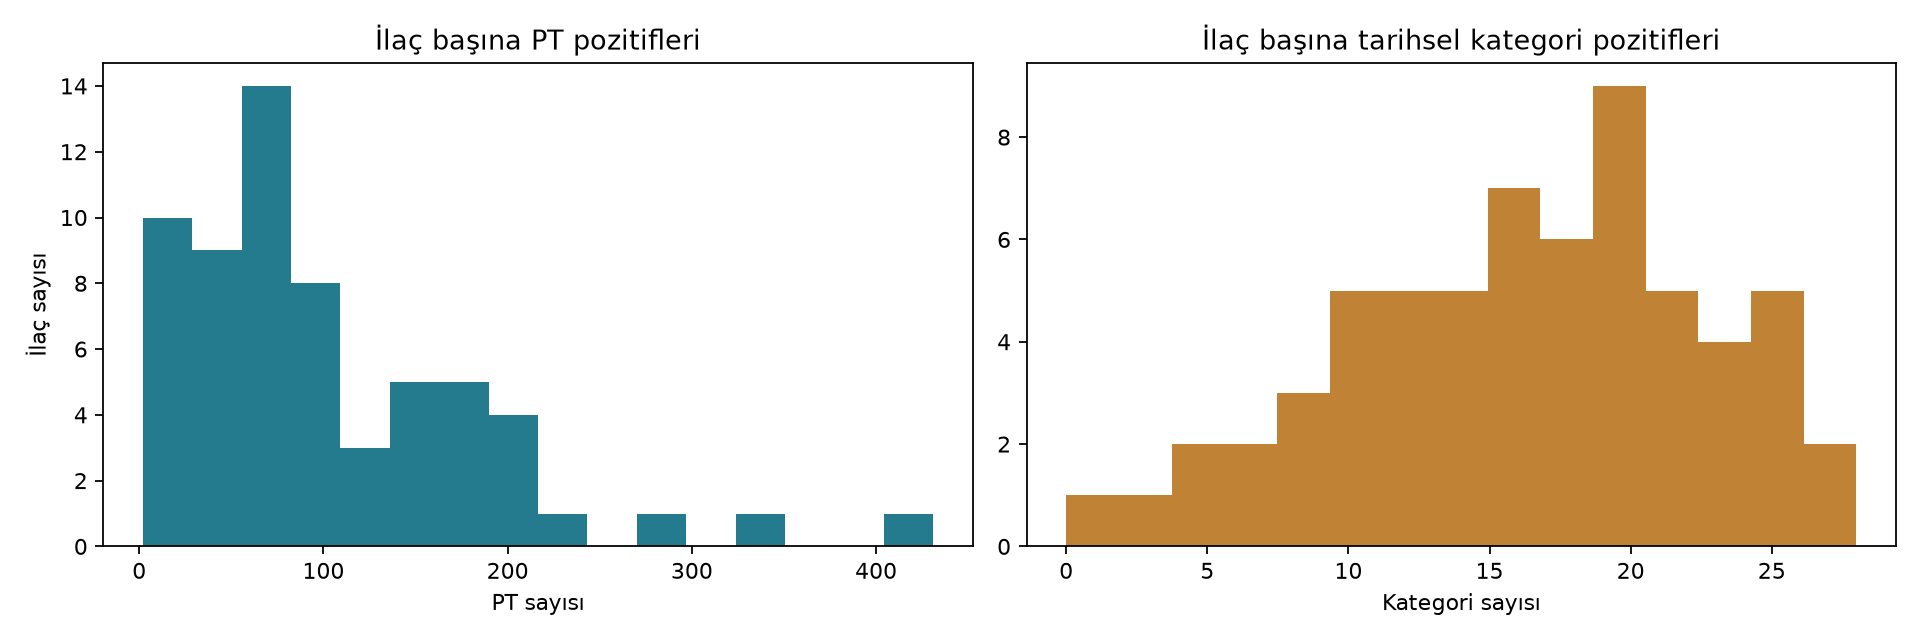 İlaç başına PT pozitifleri
14
12
10
8
6
4
2
0
İlaç sayısı
0 100 200 300 400
PT sayısı
İlaç başına tarihsel kategori pozitifleri
8
6
4
2
0
0 5 10 15 20 25
Kategori sayısı